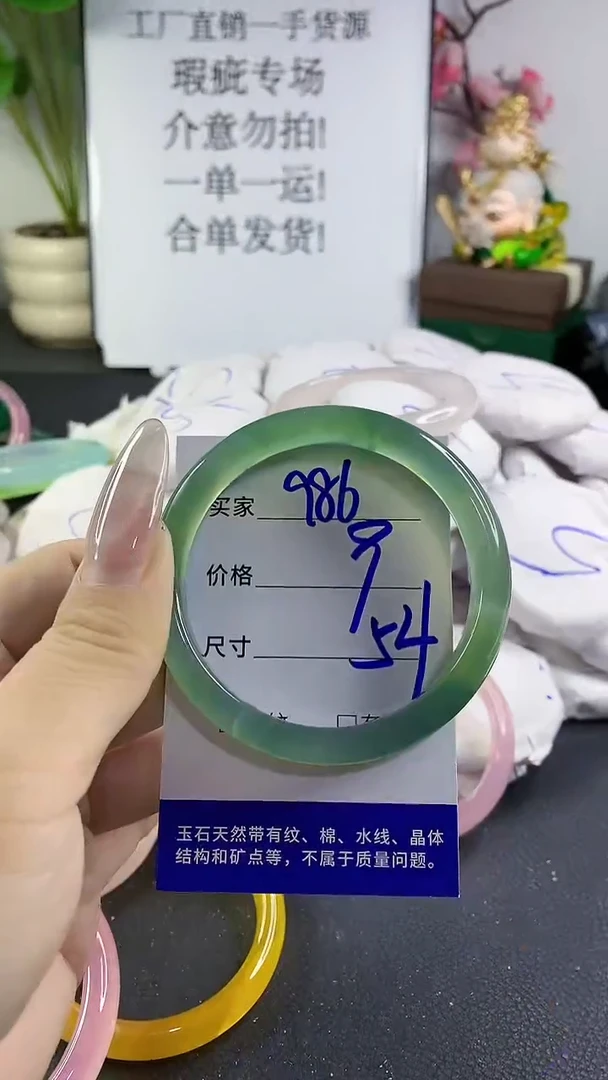 工厂直销一手货源
瑕疵专场
介意勿拍!
一单一运!
合单发货!
买家 986
价格 9
尺寸 54
玉石天然带有纹、棉、水线、晶体
结构和矿点等，不属于质量问题。